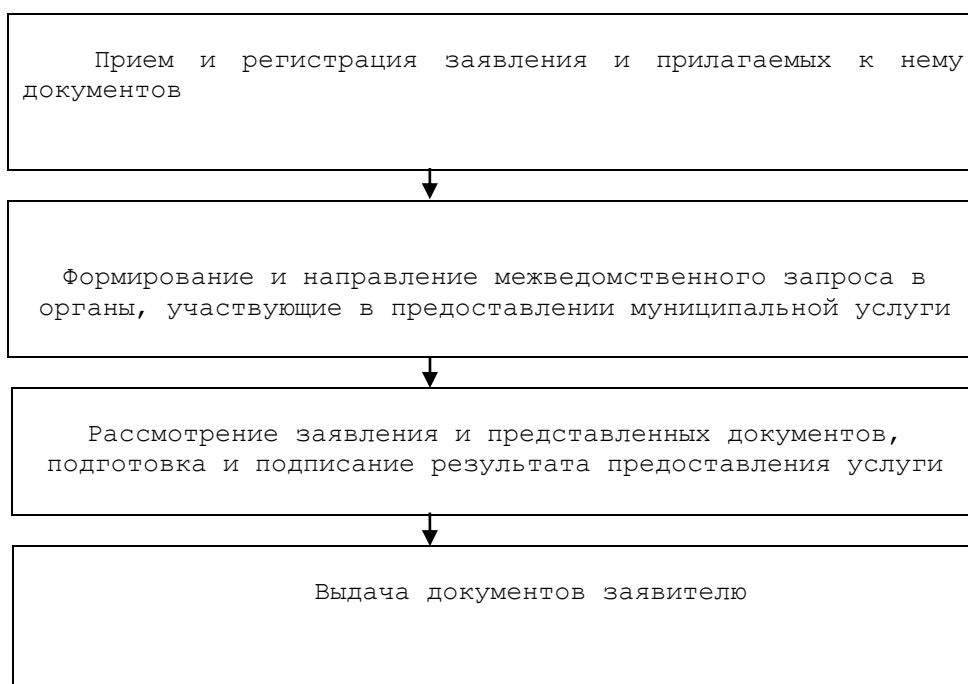 Прием и регистрация заявления и прилагаемых к нему
документов
Формирование и направление межведомственного запроса в
органы, участвующие в предоставлении муниципальной услуги
Рассмотрение заявления и представленных документов,
подготовка и подписание результата предоставления услуги
Выдача документов заявителю